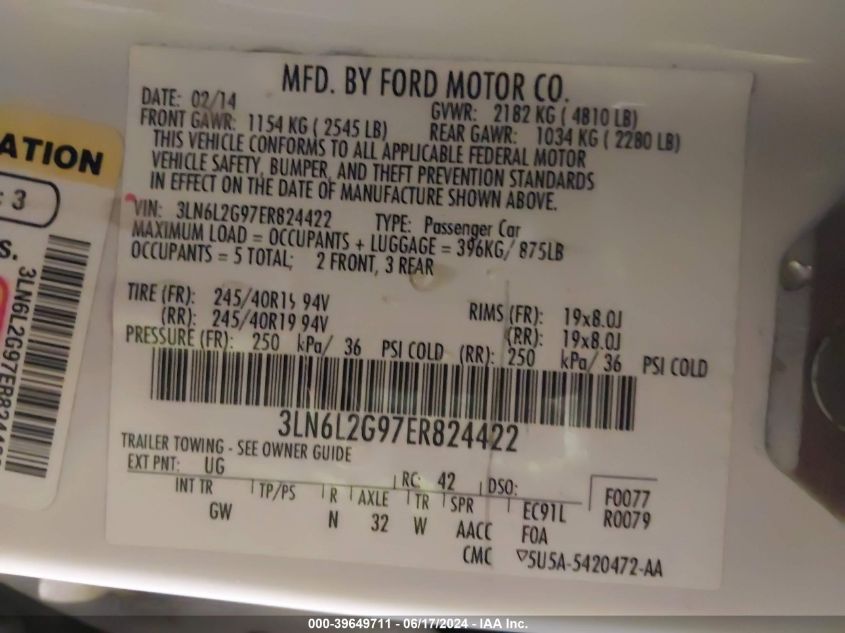 MFD. BY FORD MOTOR CO.
DATE: 02/14 GVWR: 2182 KG ( 4810 LB)
FRONT GAWR: 1154 KG ( 2545 LB) REAR GAWR: 1034 KG ( 2280 LB)
THIS VEHICLE CONFORMS TO ALL APPLICABLE FEDERAL MOTOR
VEHICLE SAFETY, BUMPER, AND THEFT PREVENTION STANDARDS
IN EFFECT ON THE DATE OF MANUFACTURE SHOWN ABOVE.
VIN: 3LN6L2G97ER824422 TYPE: Passenger Car
MAXIMUM LOAD = OCCUPANTS + LUGGAGE = 396KG/ 875LB
OCCUPANTS = 5 TOTAL; 2 FRONT, 3 REAR
TIRE (FR): 245/40R19 94V RIMS (FR): 19x8.0J
(RR): 245/40R19 94V (RR): 19x8.0J
PRESSURE (FR): 250 kPa/ 36 PSI COLD (RR): 250 kPa/ 36 PSI COLD
3LN6L2G97ER824422
TRAILER TOWING - SEE OWNER GUIDE
EXT PNT: UG RC: 42 DSO: F0077
INT TR TP/PS R AXLE TR SPR EC91L R0079
GW N 32 W AACC FOA
CMC 5U5A-5420472-AA
ATION
: 3
S.
3LN6L2G97ER824422
000-39649711 - 06/17/2024 - IAA Inc.